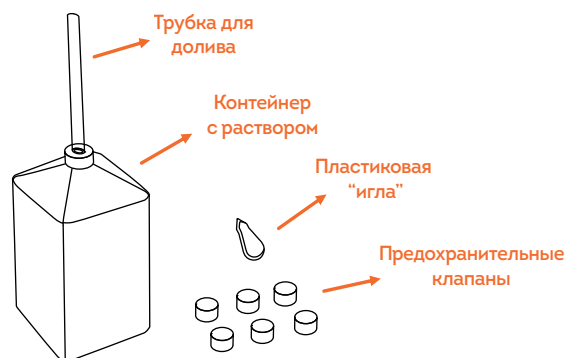 Трубка для
долива
Контейнер
с раствором
Пластиковая
“игла”
Предохранительные
клапаны